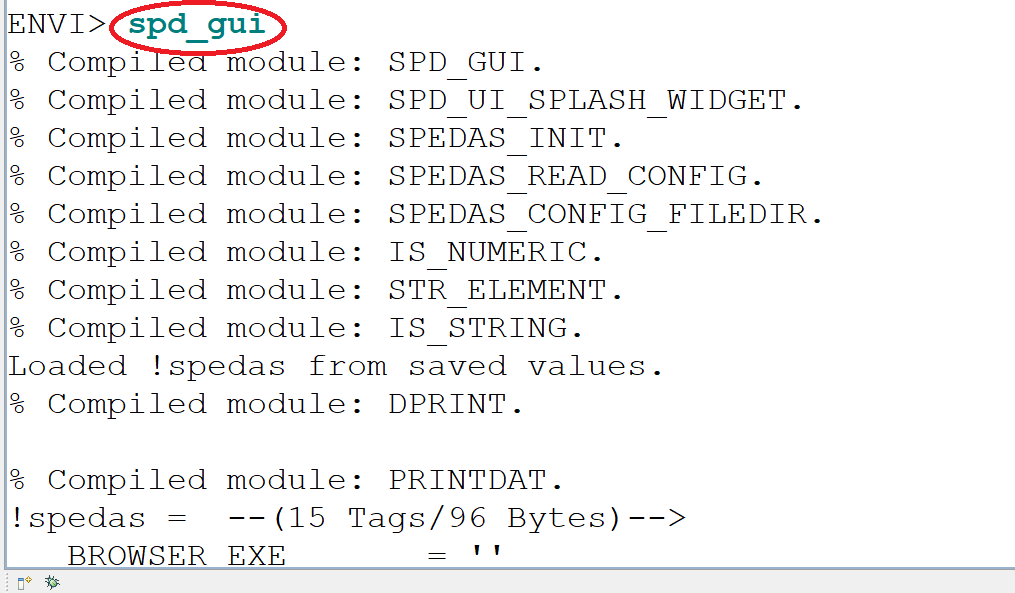 ENVI> spd_gui
% Compiled module: SPD_GUI.
% Compiled module: SPD_UI_SPLASH_WIDGET.
% Compiled module: SPEDAS_INIT.
% Compiled module: SPEDAS_READ_CONFIG.
% Compiled module: SPEDAS_CONFIG_FILEDIR.
% Compiled module: IS_NUMERIC.
% Compiled module: STR_ELEMENT.
% Compiled module: IS_STRING.
Loaded !spedas from saved values.
% Compiled module: DPRINT.
% Compiled module: PRINTDAT.
!spedas =  --(15 Tags/96 Bytes)-->
BROWSER_EXE = ''